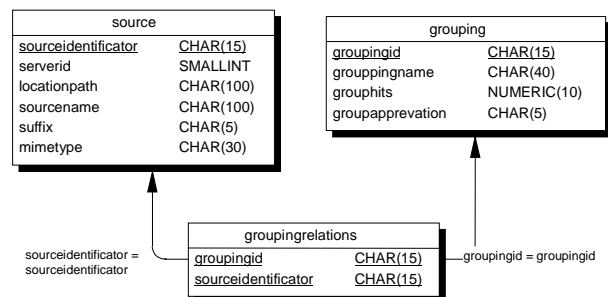 source
sourceidentificator CHAR(15)
serverid SMALLINT
locationpath CHAR(100)
sourcename CHAR(100)
suffix CHAR(5)
mimetype CHAR(30)
grouping
groupingid CHAR(15)
grouppingname CHAR(40)
grouphits NUMERIC(10)
groupapprevation CHAR(5)
sourceidentificator =
sourceidentificator
groupingrelations
groupingid CHAR(15)
sourceidentificator CHAR(15)
groupingid = groupingid